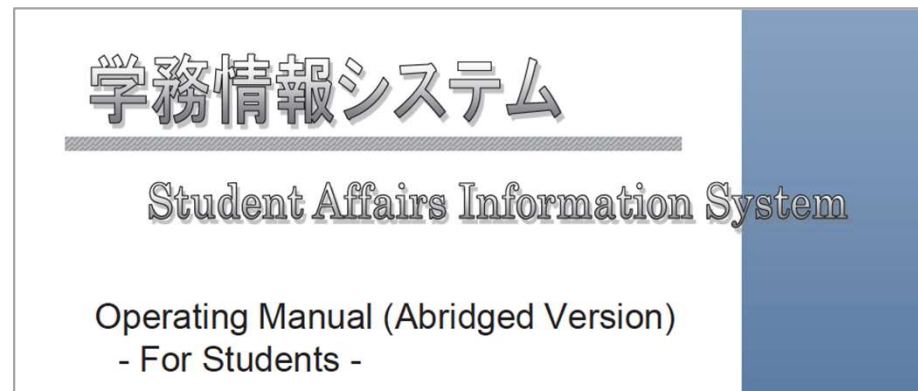 学務情報システム
Student Affairs Information System
Operating Manual (Abridged Version)
- For Students -